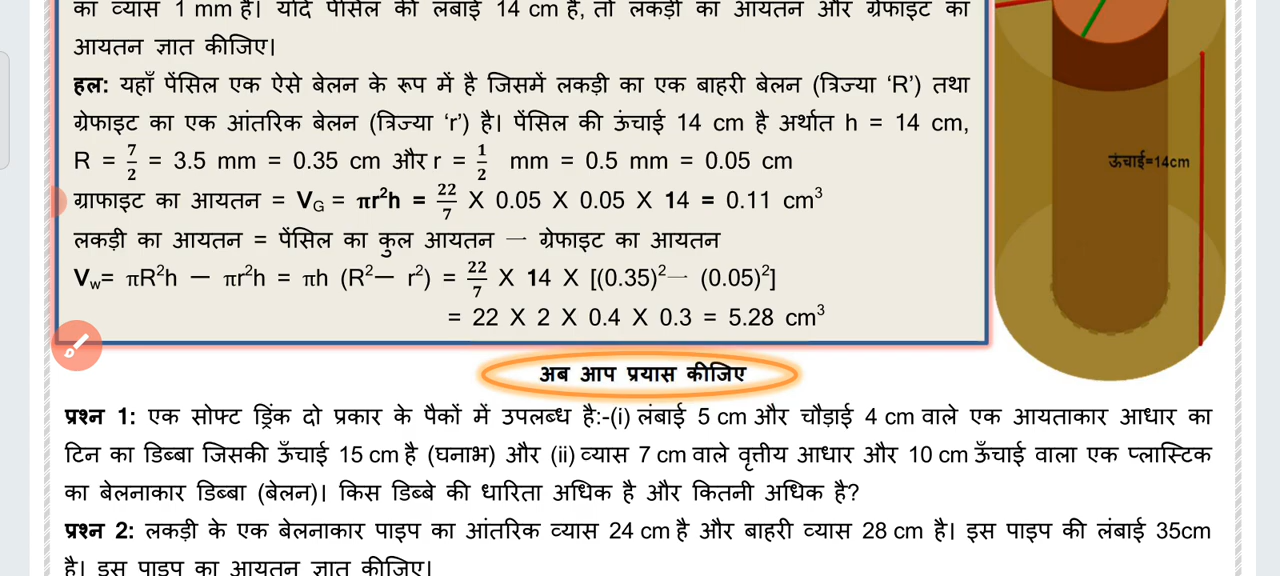 का व्यास 1 mm है। यदि पेंसिल की लंबाई 14 cm है, तो लकड़ी का आयतन और ग्रेफाइट का
आयतन ज्ञात कीजिए।
हल: यहाँ पेंसिल एक ऐसे बेलन के रूप में है जिसमें लकड़ी का एक बाहरी बेलन (त्रिज्या ‘R’) तथा
ग्रेफाइट का एक आंतरिक बेलन (त्रिज्या ‘r’) है। पेंसिल की ऊंचाई 14 cm है अर्थात h = 14 cm,
R = 7/2 = 3.5 mm = 0.35 cm और r = 1/2 mm = 0.5 mm = 0.05 cm
ग्राफाइट का आयतन = V_G = πr²h = 22/7 X 0.05 X 0.05 X 14 = 0.11 cm³
लकड़ी का आयतन = पेंसिल का कुल आयतन — ग्रेफाइट का आयतन
V_w= πR²h — πr²h = πh (R²— r²) = 22/7 X 14 X [(0.35)²— (0.05)²]
= 22 X 2 X 0.4 X 0.3 = 5.28 cm³
ऊंचाई=14cm
अब आप प्रयास कीजिए
प्रश्न 1: एक सोफ्ट ड्रिंक दो प्रकार के पैकों में उपलब्ध है:-(i) लंबाई 5 cm और चौड़ाई 4 cm वाले एक आयताकार आधार का
टिन का डिब्बा जिसकी ऊँचाई 15 cm है (घनाभ) और (ii) व्यास 7 cm वाले वृत्तीय आधार और 10 cm ऊँचाई वाला एक प्लास्टिक
का बेलनाकार डिब्बा (बेलन)। किस डिब्बे की धारिता अधिक है और कितनी अधिक है?
प्रश्न 2: लकड़ी के एक बेलनाकार पाइप का आंतरिक व्यास 24 cm है और बाहरी व्यास 28 cm है। इस पाइप की लंबाई 35cm
है। इस पाइप का आयतन ज्ञात कीजिए।